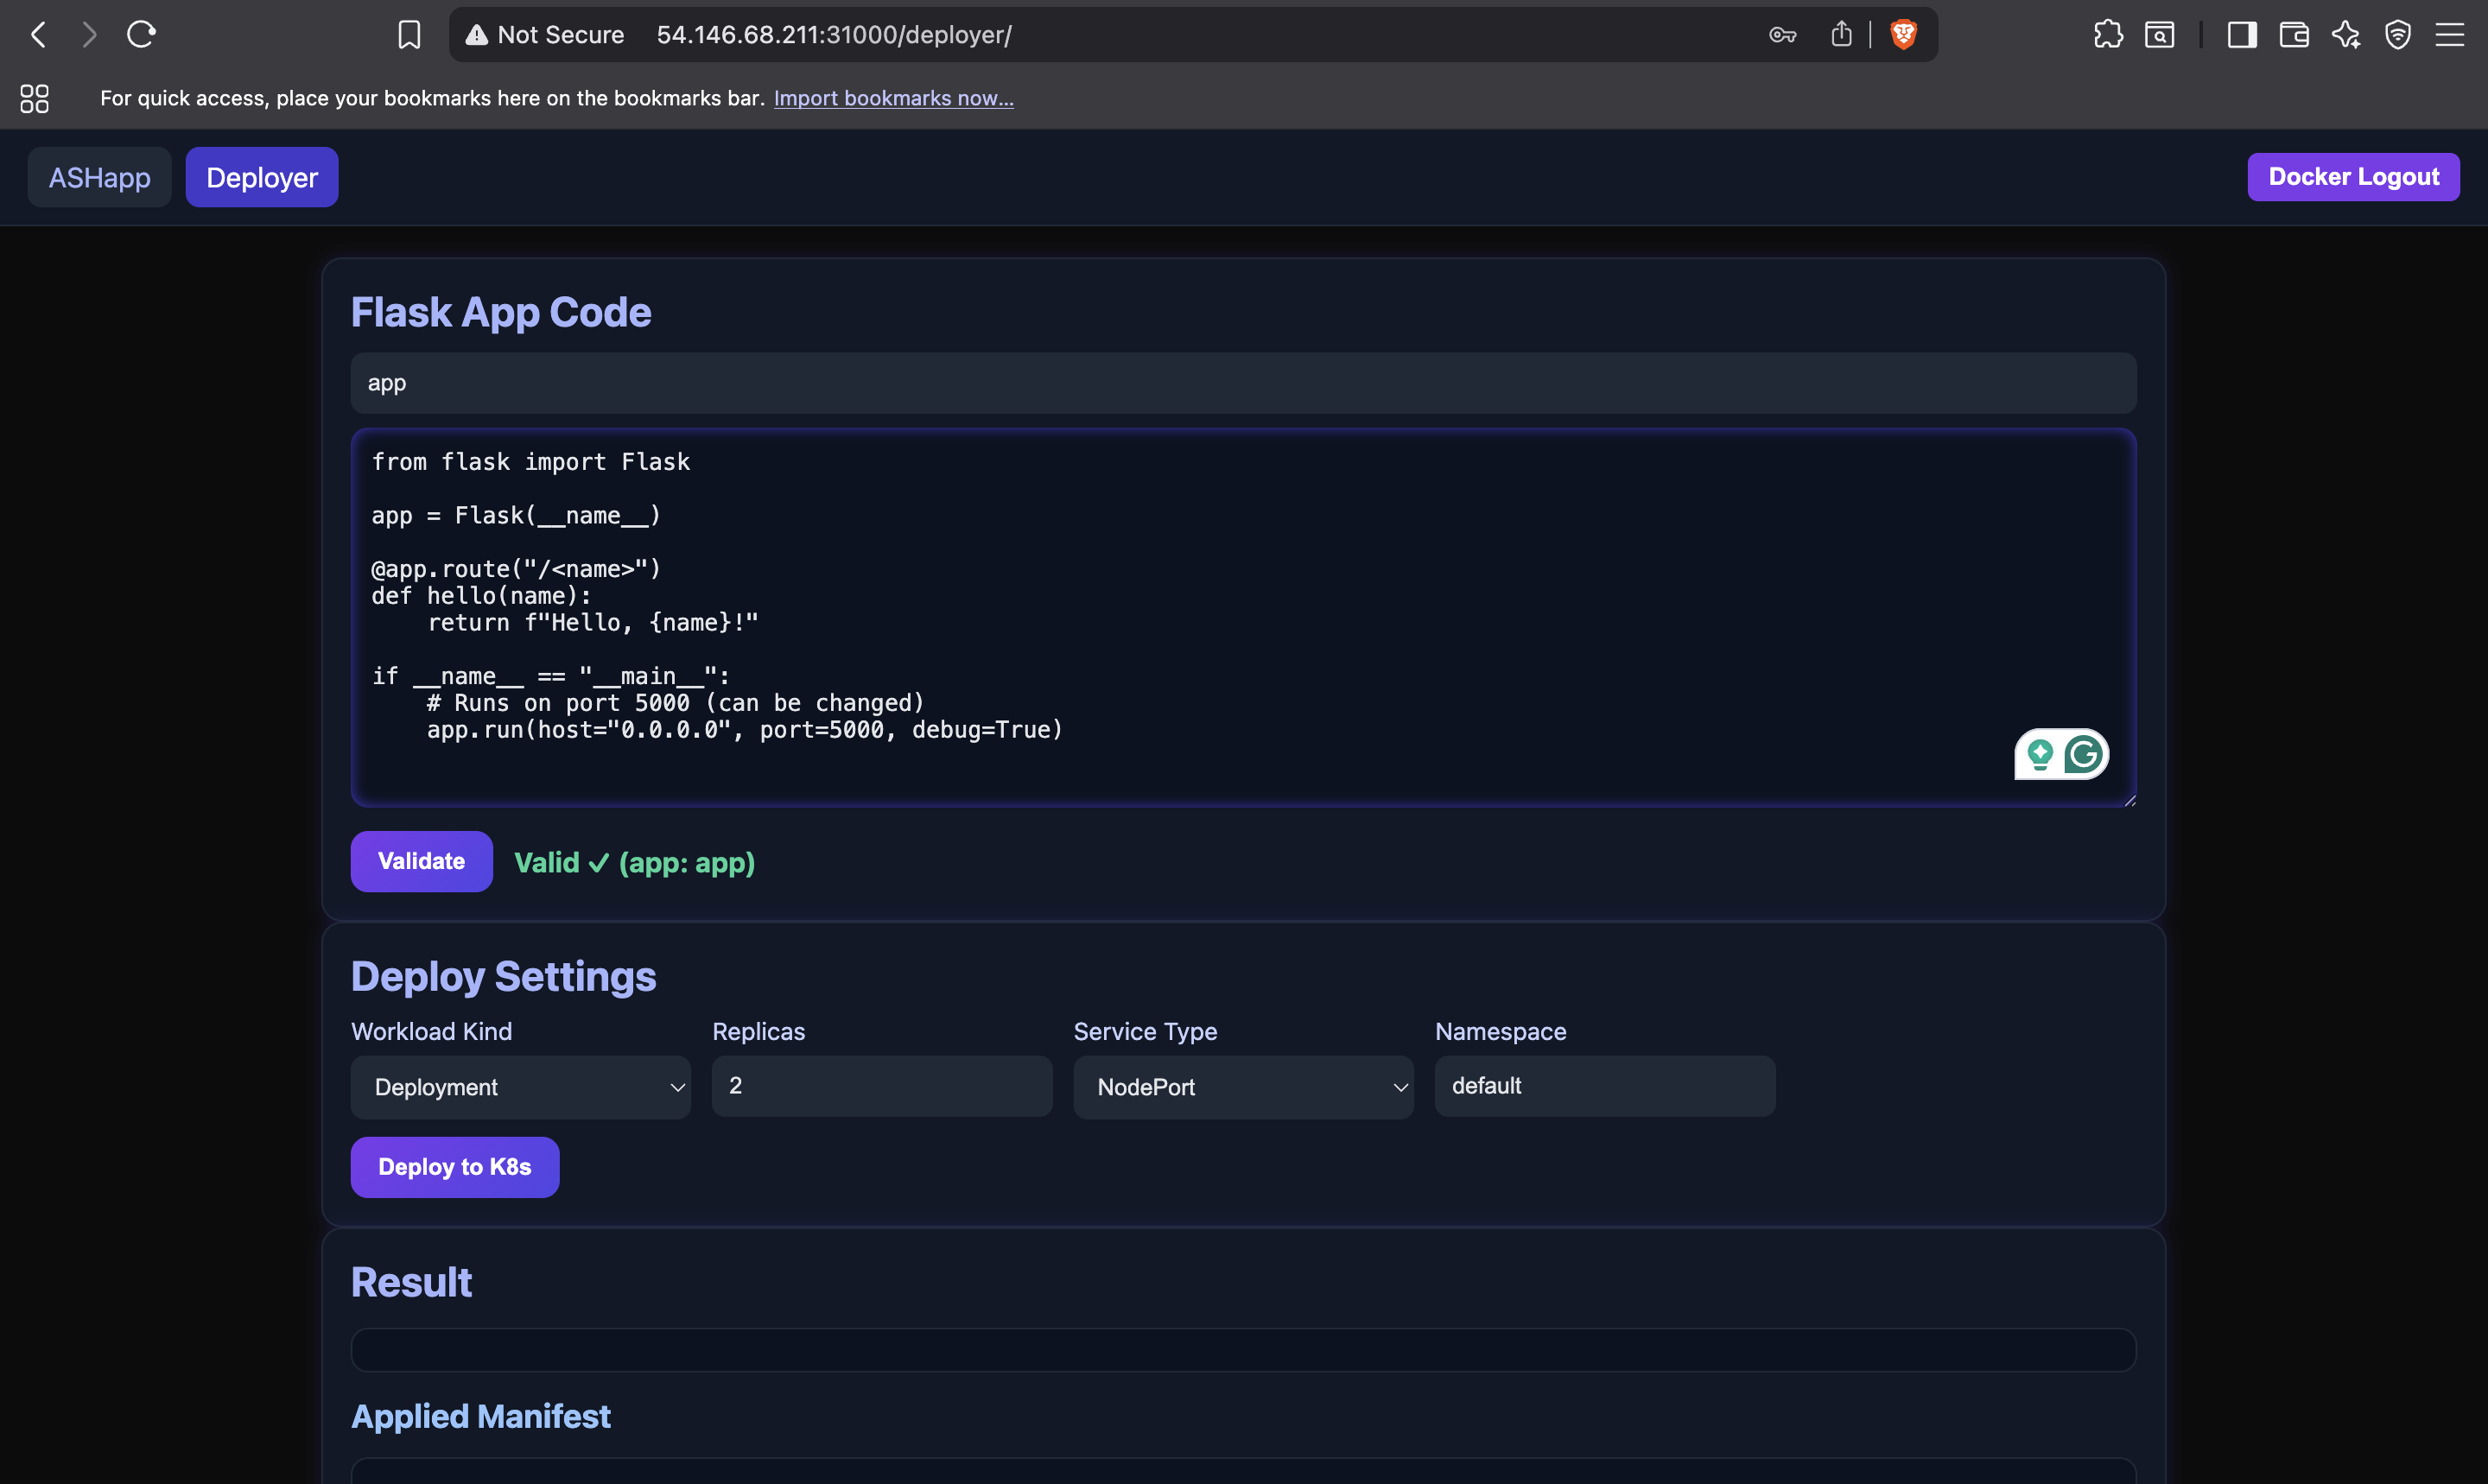 Not Secure 54.146.68.211:31000/deployer/
For quick access, place your bookmarks here on the bookmarks bar. Import bookmarks now...
ASHapp Deployer Docker Logout
Flask App Code
app
from flask import Flask
app = Flask(__name__)
@app.route("/<name>")
def hello(name):
    return f"Hello, {name}!"
if __name__ == "__main__":
    # Runs on port 5000 (can be changed)
    app.run(host="0.0.0.0", port=5000, debug=True)
Validate Valid ✓ (app: app)
Deploy Settings
Workload Kind Replicas Service Type Namespace
Deployment 2 NodePort default
Deploy to K8s
Result
Applied Manifest